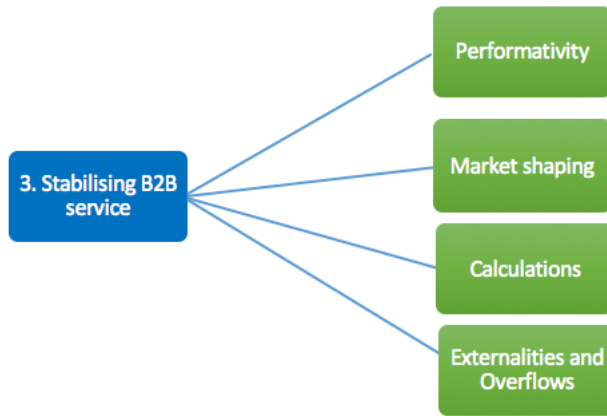 Performativity
3. Stabilising B2B
service
Market shaping
Calculations
Externalities and
Overflows